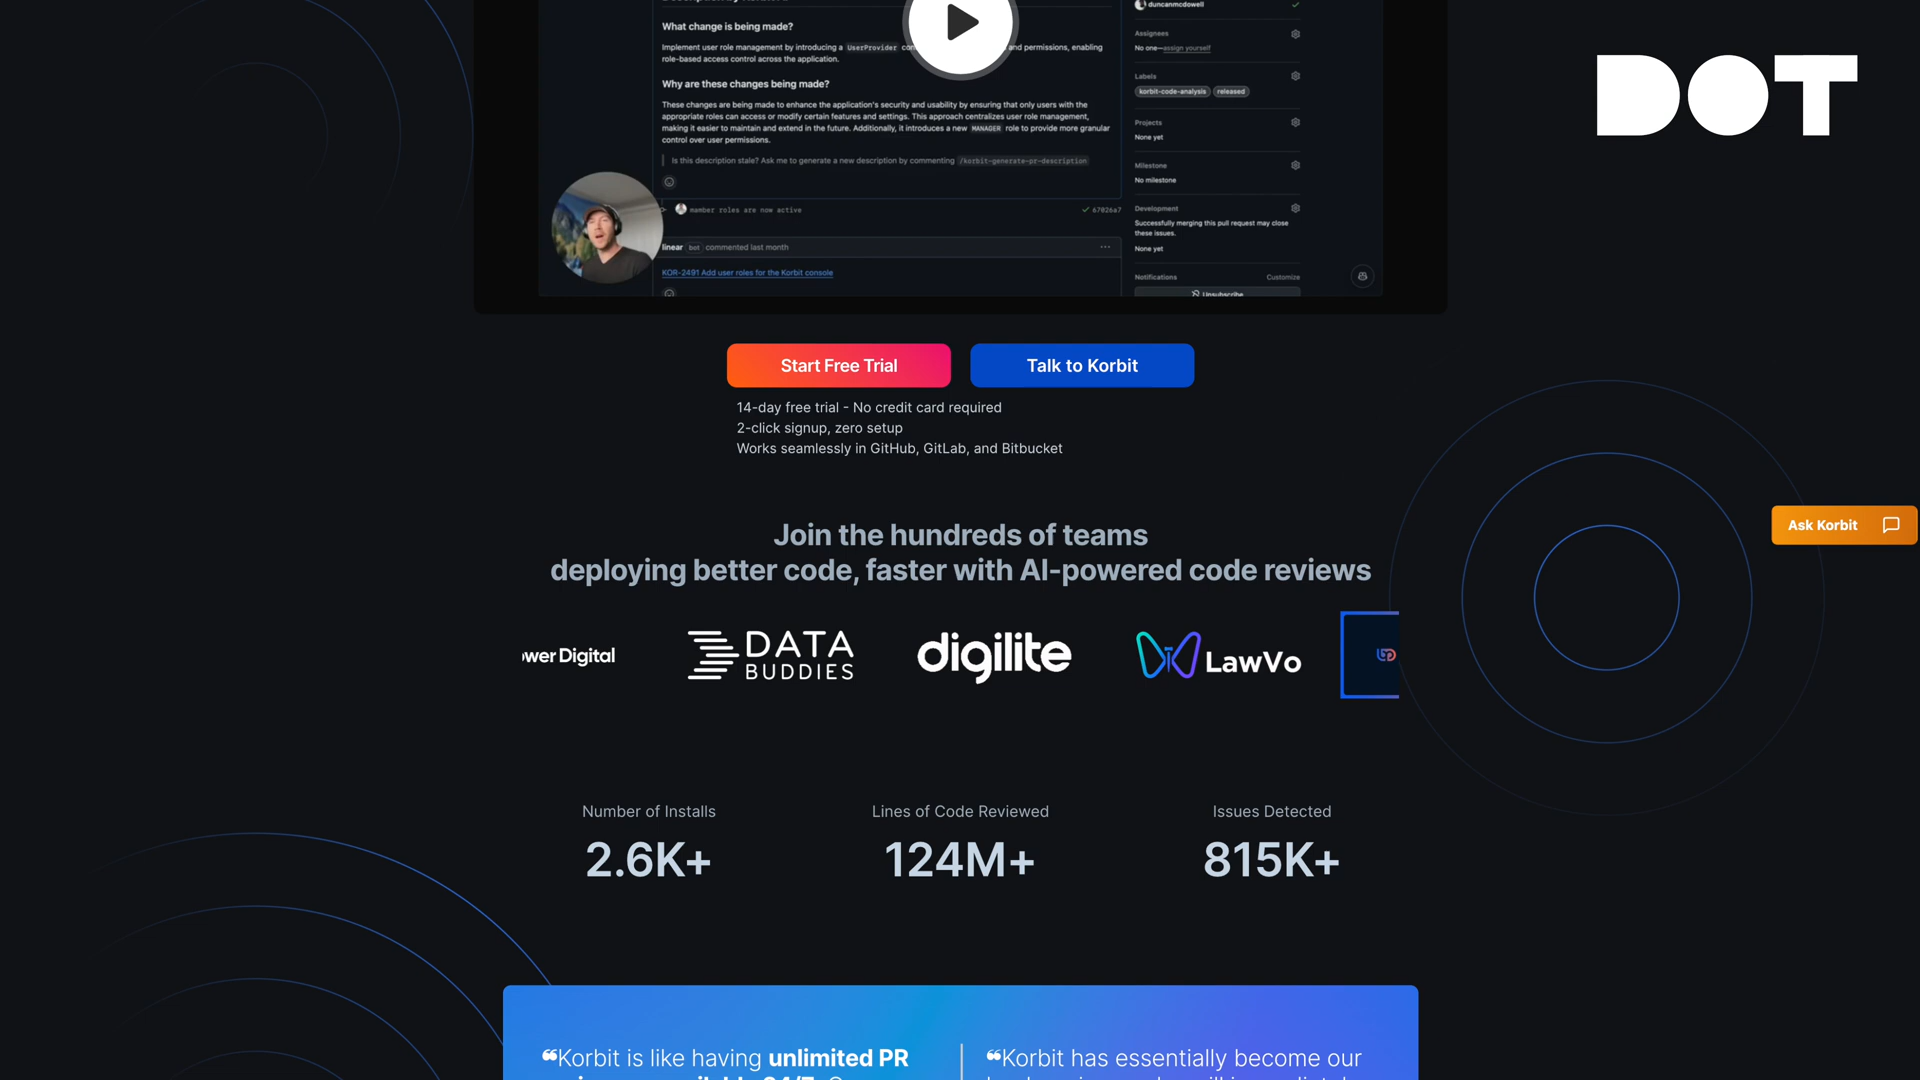 What change is being made?
Implement user role management by introducing a UserProvider and permissions, enabling
role-based access control across the application.
Why are these changes being made?
These changes are being made to enhance the application's security and usability by ensuring that only users with the
appropriate roles can access or modify certain features and settings. This approach centralizes user role management,
making it easier to maintain and extend in the future. Additionally, it introduces a new MANAGER role to provide more granular
control over user permissions.
Is this description stale? Ask me to generate a new description by commenting /korbit-generate-pr-description
member roles are now active
67026a7
linear bot commented last month
KOR-2491 Add user roles for the Korbit console
duncanmcdowell
Assignees
No one—assign yourself
Labels
korbit-code-analysis released
Projects
None yet
Milestone
No milestone
Development
Successfully merging this pull request may close
these issues.
None yet
Notifications Customize
Unsubscribe
DOT
Start Free Trial
Talk to Korbit
14-day free trial - No credit card required
2-click signup, zero setup
Works seamlessly in GitHub, GitLab, and Bitbucket
Ask Korbit
Join the hundreds of teams
deploying better code, faster with AI-powered code reviews
wer Digital
DATA
BUDDIES
digilite
LawVo
Number of Installs
2.6K+
Lines of Code Reviewed
124M+
Issues Detected
815K+
❝Korbit is like having unlimited PR
❝Korbit has essentially become our